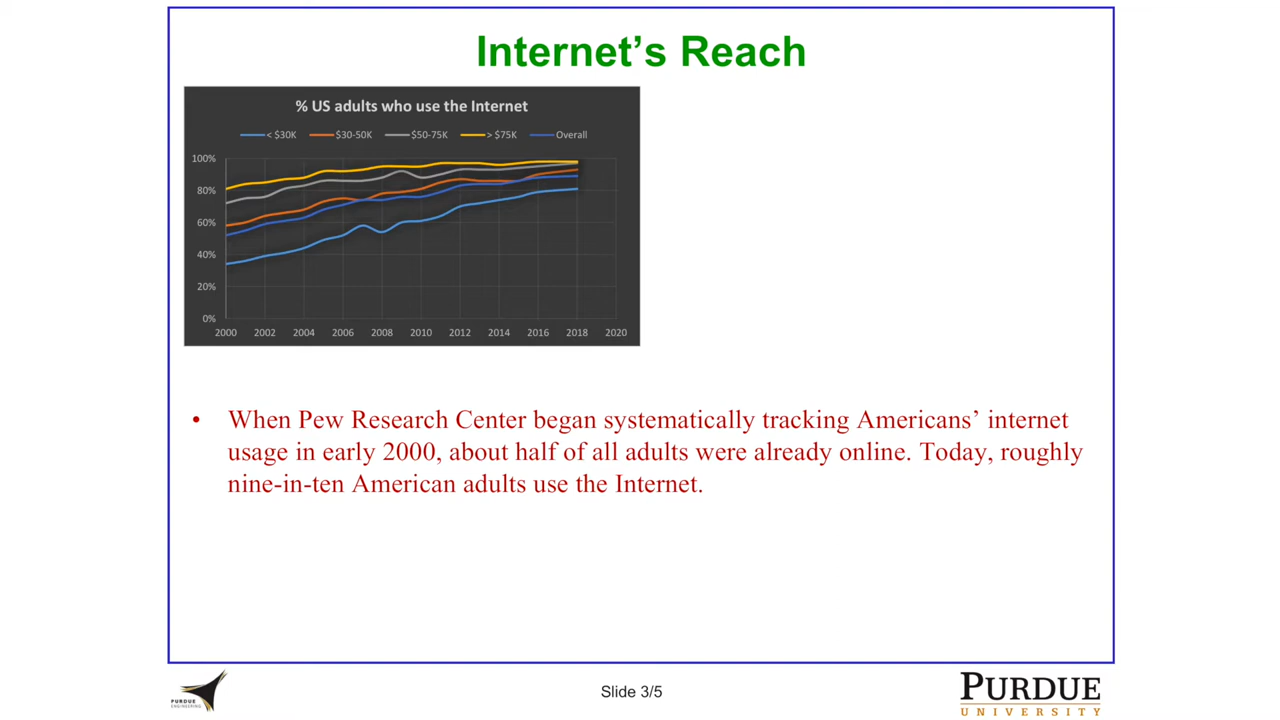 Internet’s Reach
% US adults who use the Internet
< $30K $30-50K $50-75K > $75K Overall
100%
80%
60%
40%
20%
0%
2000 2002 2004 2006 2008 2010 2012 2014 2016 2018 2020
• When Pew Research Center began systematically tracking Americans’ internet
usage in early 2000, about half of all adults were already online. Today, roughly
nine-in-ten American adults use the Internet.
PURDUE
ENGINEERING
Slide 3/5
PURDUE
UNIVERSITY